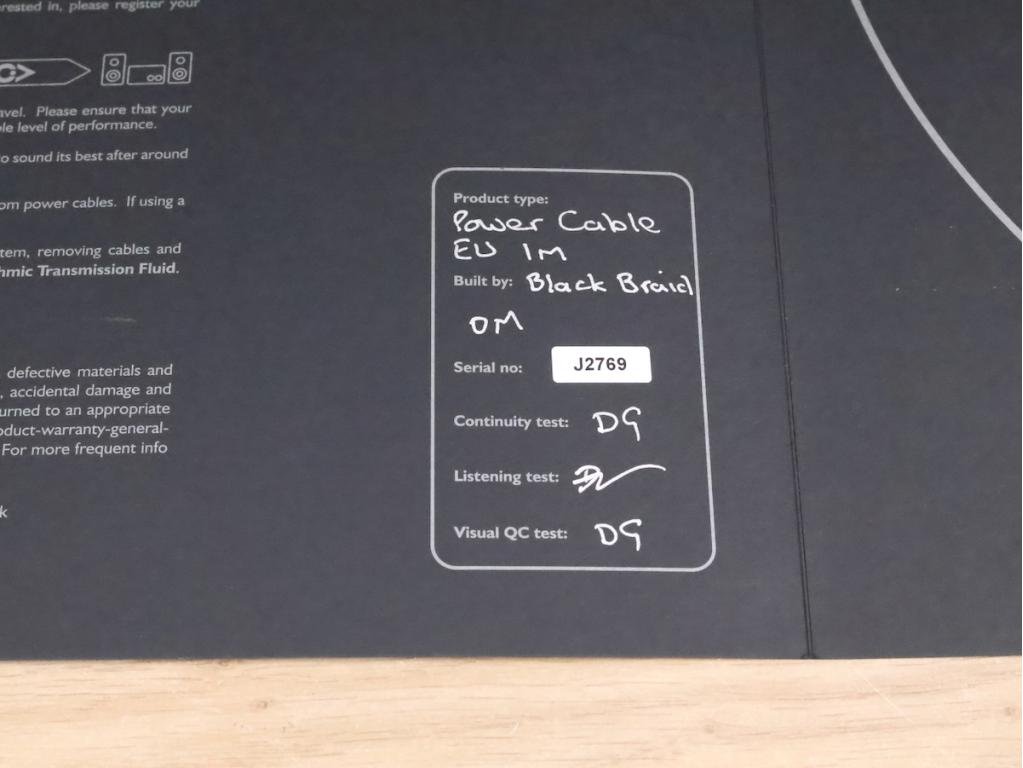 rested in, please register your
avel. Please ensure that your
le level of performance.
o sound its best after around
om power cables. If using a
tem, removing cables and
hmic Transmission Fluid.
defective materials and
, accidental damage and
urned to an appropriate
oduct-warranty-general-
For more frequent info
k
Product type:
Power Cable
EU 1M
Built by: Black Braid
OM
Serial no: J2769
Continuity test: DG
Listening test:
Visual QC test: DG